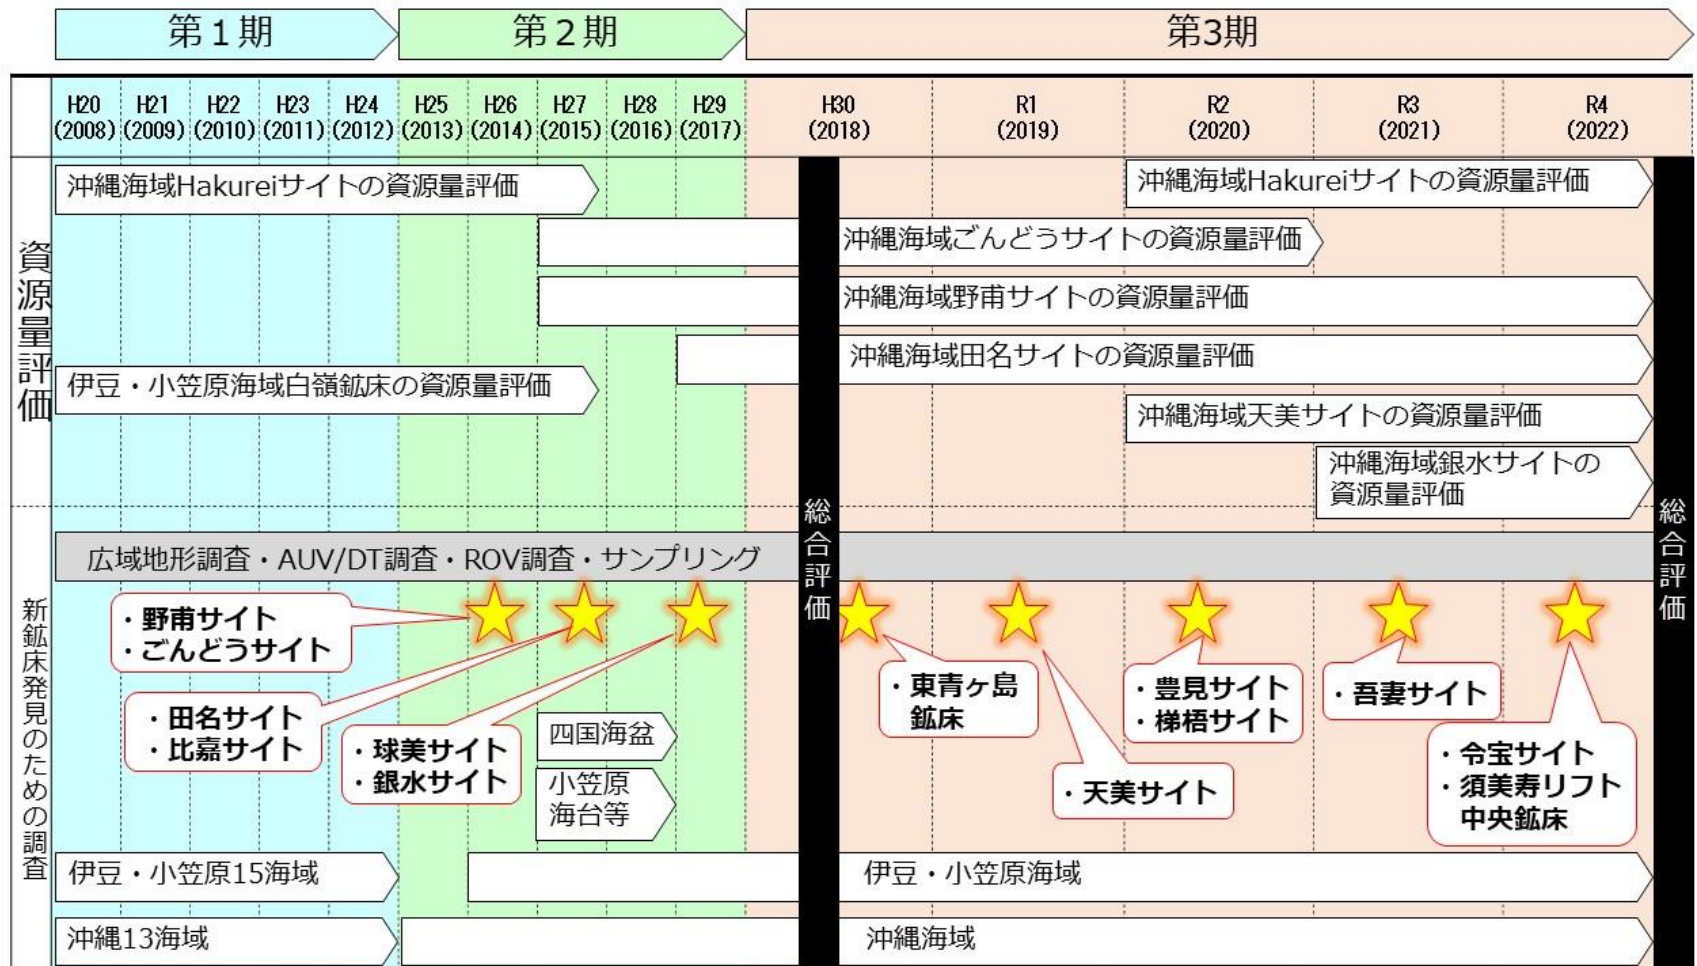 第１期
第２期
第3期
H20 H21 H22 H23 H24 H25 H26 H27 H28 H29 H30 R1 R2 R3 R4
(2008) (2009) (2010) (2011) (2012) (2013) (2014) (2015) (2016) (2017) (2018) (2019) (2020) (2021) (2022)
資源量評価
沖縄海域Hakureiサイトの資源量評価
沖縄海域Hakureiサイトの資源量評価
沖縄海域ごんどうサイトの資源量評価
沖縄海域野甫サイトの資源量評価
沖縄海域田名サイトの資源量評価
伊豆・小笠原海域白嶺鉱床の資源量評価
沖縄海域天美サイトの資源量評価
沖縄海域銀水サイトの
資源量評価
総合評価
総合評価
新鉱床発見のための調査
広域地形調査・AUV/DT調査・ROV調査・サンプリング
・野甫サイト
・ごんどうサイト
・田名サイト
・比嘉サイト
・球美サイト
・銀水サイト
四国海盆
小笠原
海台等
・東青ヶ島
鉱床
・天美サイト
・豊見サイト
・梯梧サイト
・吾妻サイト
・令宝サイト
・須美寿リフト
中央鉱床
伊豆・小笠原15海域
伊豆・小笠原海域
沖縄13海域
沖縄海域